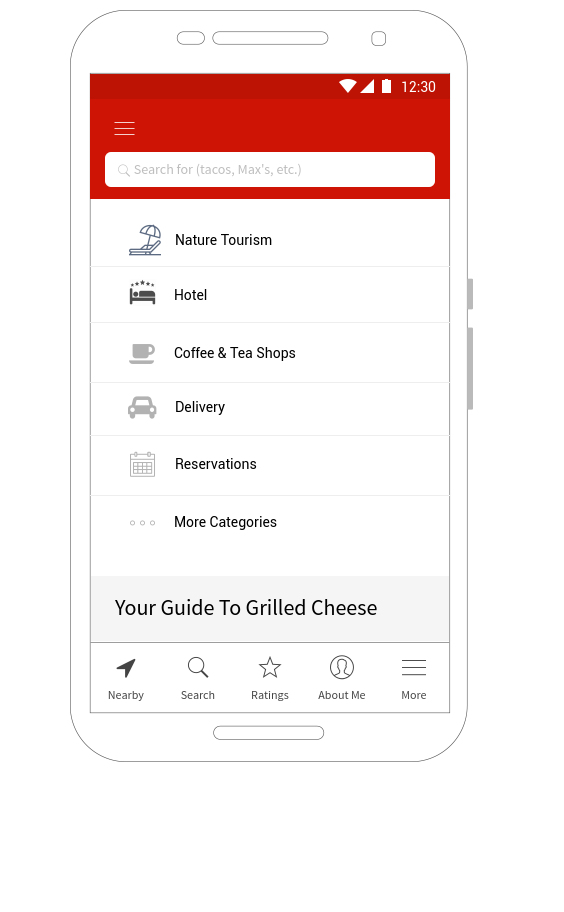 12:30
Search for (tacos, Max's, etc.)
Nature Tourism
Hotel
Coffee & Tea Shops
Delivery
Reservations
More Categories
Your Guide To Grilled Cheese
Nearby Search Ratings About Me More